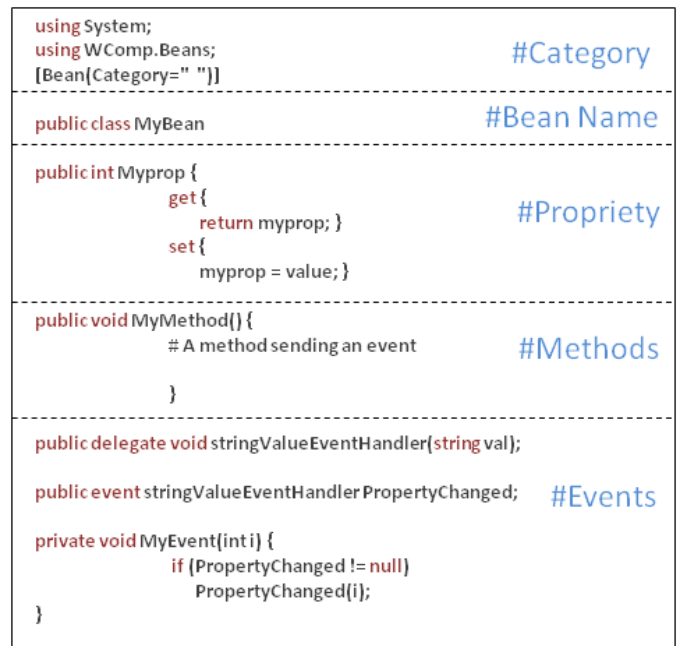 using System;
using WComp.Beans;
[Bean(Category=" ")]
#Category
public class MyBean
#Bean Name
public int Myprop {
get {
return myprop; }
set {
myprop = value; }
#Propriety
public void MyMethod() {
# A method sending an event
}
#Methods
public delegate void stringValueEventHandler(string val);
public event stringValueEventHandler PropertyChanged;
#Events
private void MyEvent(int i) {
if (PropertyChanged != null)
PropertyChanged(i);
}